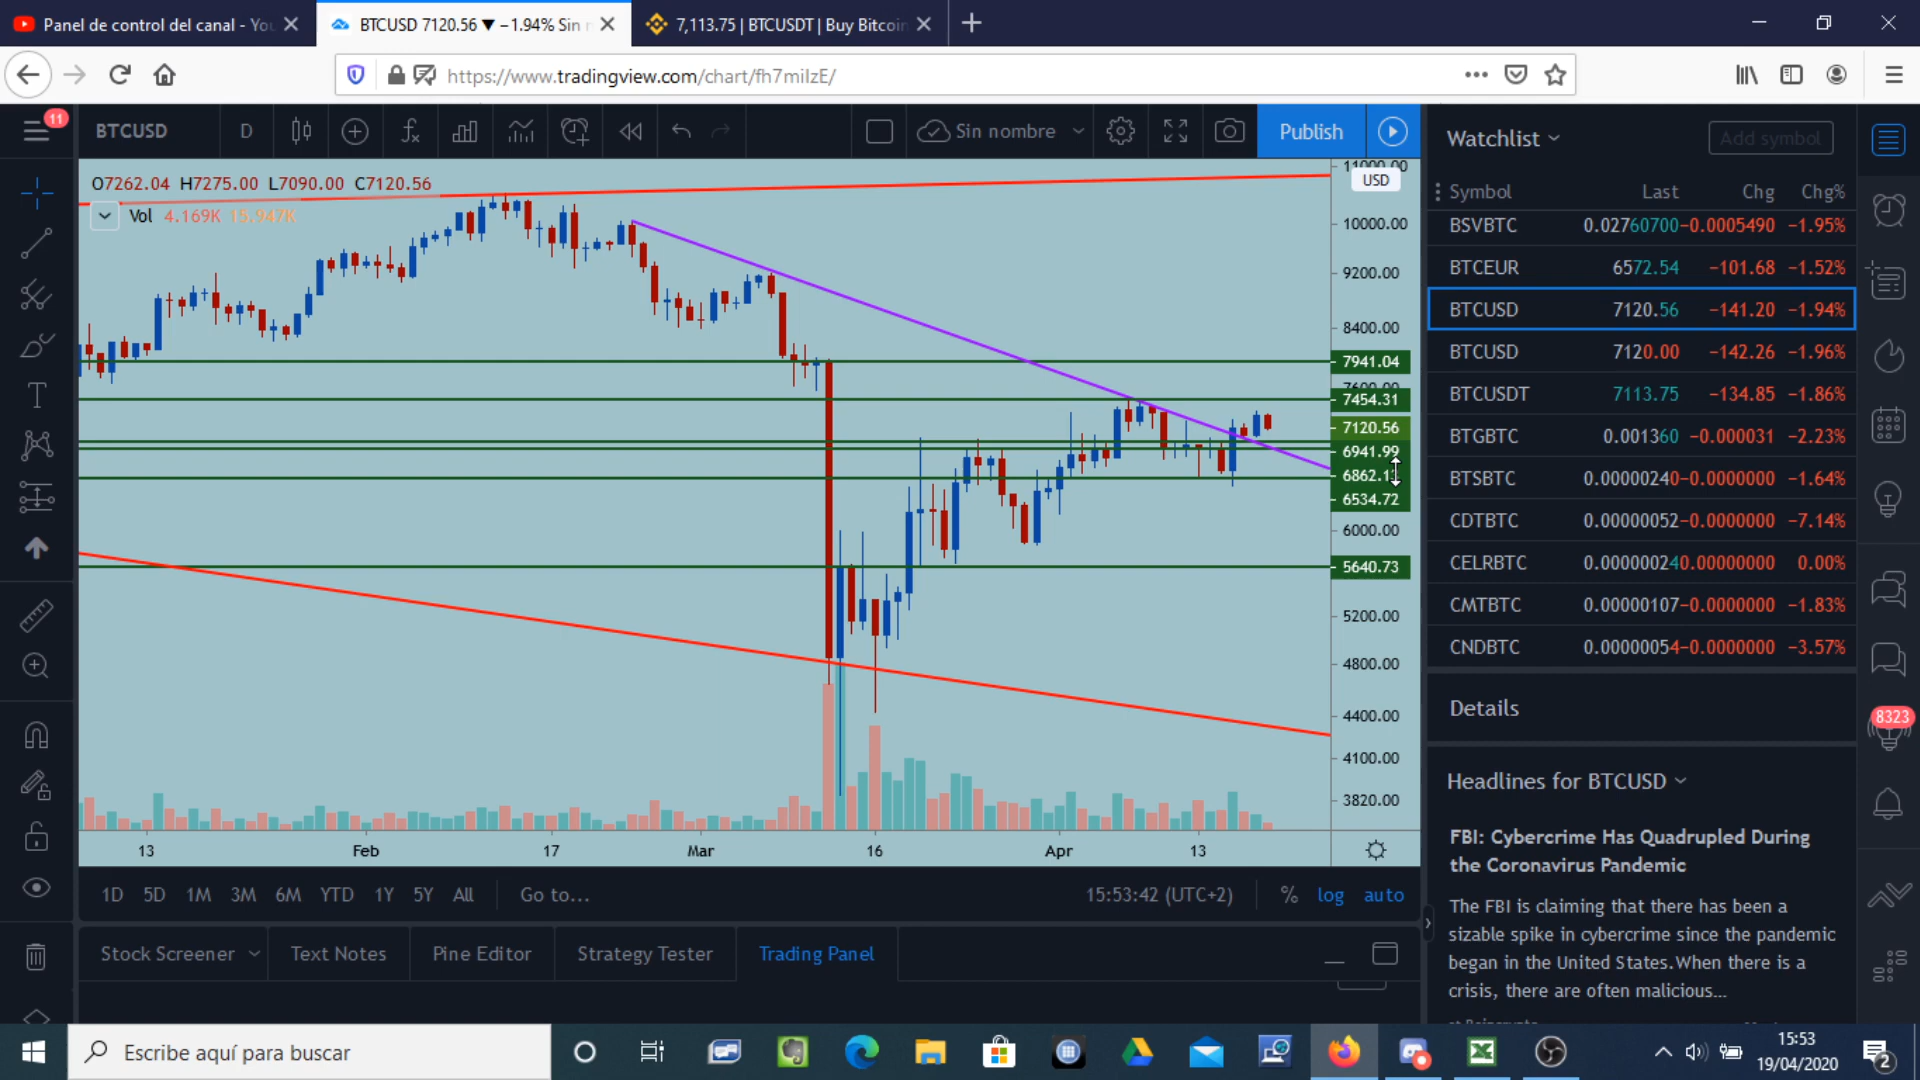 Panel de control del canal - You
BTCUSD 7120.56 ▼ −1.94% Sin n
7,113.75 | BTCUSDT | Buy Bitcoin
https://www.tradingview.com/chart/fh7milzE/
11
BTCUSD
D
Sin nombre
Publish
O7262.04 H7275.00 L7090.00 C7120.56
Vol 4.169K 15.947K
11000.00
USD
10000.00
9200.00
8400.00
7941.04
7600.00
7454.31
7120.56
6941.99
6862.1
6534.72
6000.00
5640.73
5200.00
4800.00
4400.00
4100.00
3820.00
13 Feb 17 Mar 16 Apr 13
1D 5D 1M 3M 6M YTD 1Y 5Y All Go to... 15:53:42 (UTC+2) % log auto
Stock Screener Text Notes Pine Editor Strategy Tester Trading Panel
Watchlist
Add symbol
Symbol Last Chg Chg%
BSVBTC 0.02760700 −0.0005490 −1.95%
BTCEUR 6572.54 −101.68 −1.52%
BTCUSD 7120.56 −141.20 −1.94%
BTCUSD 7120.00 −142.26 −1.96%
BTCUSDT 7113.75 −134.85 −1.86%
BTGBTC 0.001360 −0.000031 −2.23%
BTSBTC 0.00000240 −0.0000000 −1.64%
CDTBTC 0.00000052 −0.0000000 −7.14%
CELRBTC 0.00000024 0.00000000 0.00%
CMTBTC 0.00000107 −0.0000000 −1.83%
CNDBTC 0.00000054 −0.0000000 −3.57%
Details
8323
Headlines for BTCUSD
FBI: Cybercrime Has Quadrupled During
the Coronavirus Pandemic
The FBI is claiming that there has been a
sizable spike in cybercrime since the pandemic
began in the United States.When there is a
crisis, there are often malicious...
Escribe aquí para buscar
15:53
19/04/2020
2